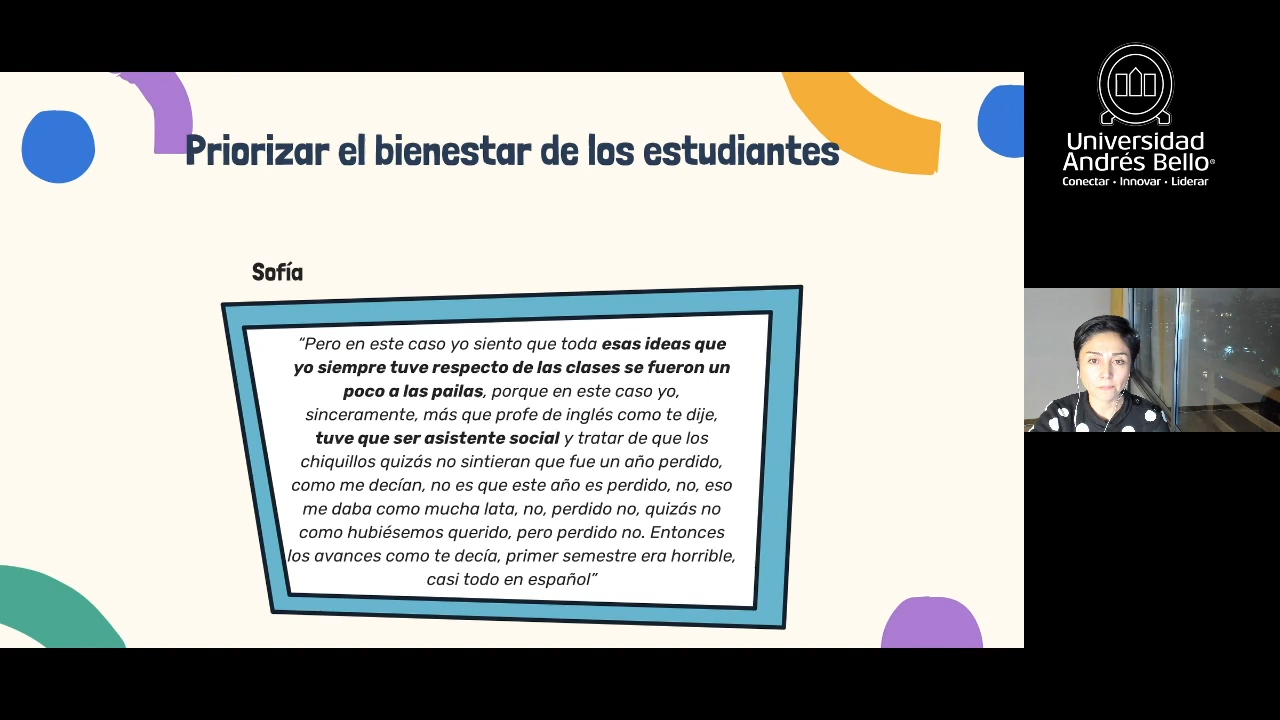 Priorizar el bienestar de los estudiantes
Sofía
“Pero en este caso yo siento que toda esas ideas que
yo siempre tuve respecto de las clases se fueron un
poco a las pailas, porque en este caso yo,
sinceramente, más que profe de inglés como te dije,
tuve que ser asistente social y tratar de que los
chiquillos quizás no sintieran que fue un año perdido,
como me decían, no es que este año es perdido, no, eso
me daba como mucha lata, no, perdido no, quizás no
como hubiésemos querido, pero perdido no. Entonces
los avances como te decía, primer semestre era horrible,
casi todo en español”
Universidad
Andrés Bello®
Conectar • Innovar • Liderar